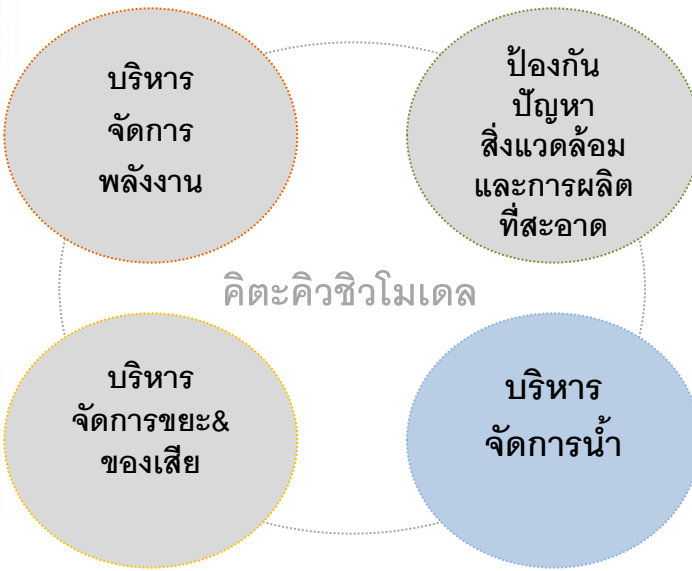 บริหาร
จัดการ
พลังงาน
ป้องกัน
ปัญหา
สิ่งแวดล้อม
และการผลิต
ที่สะอาด
คิตะคิวชิวโมเดล
บริหาร
จัดการขยะ&
ของเสีย
บริหาร
จัดการน้ำ